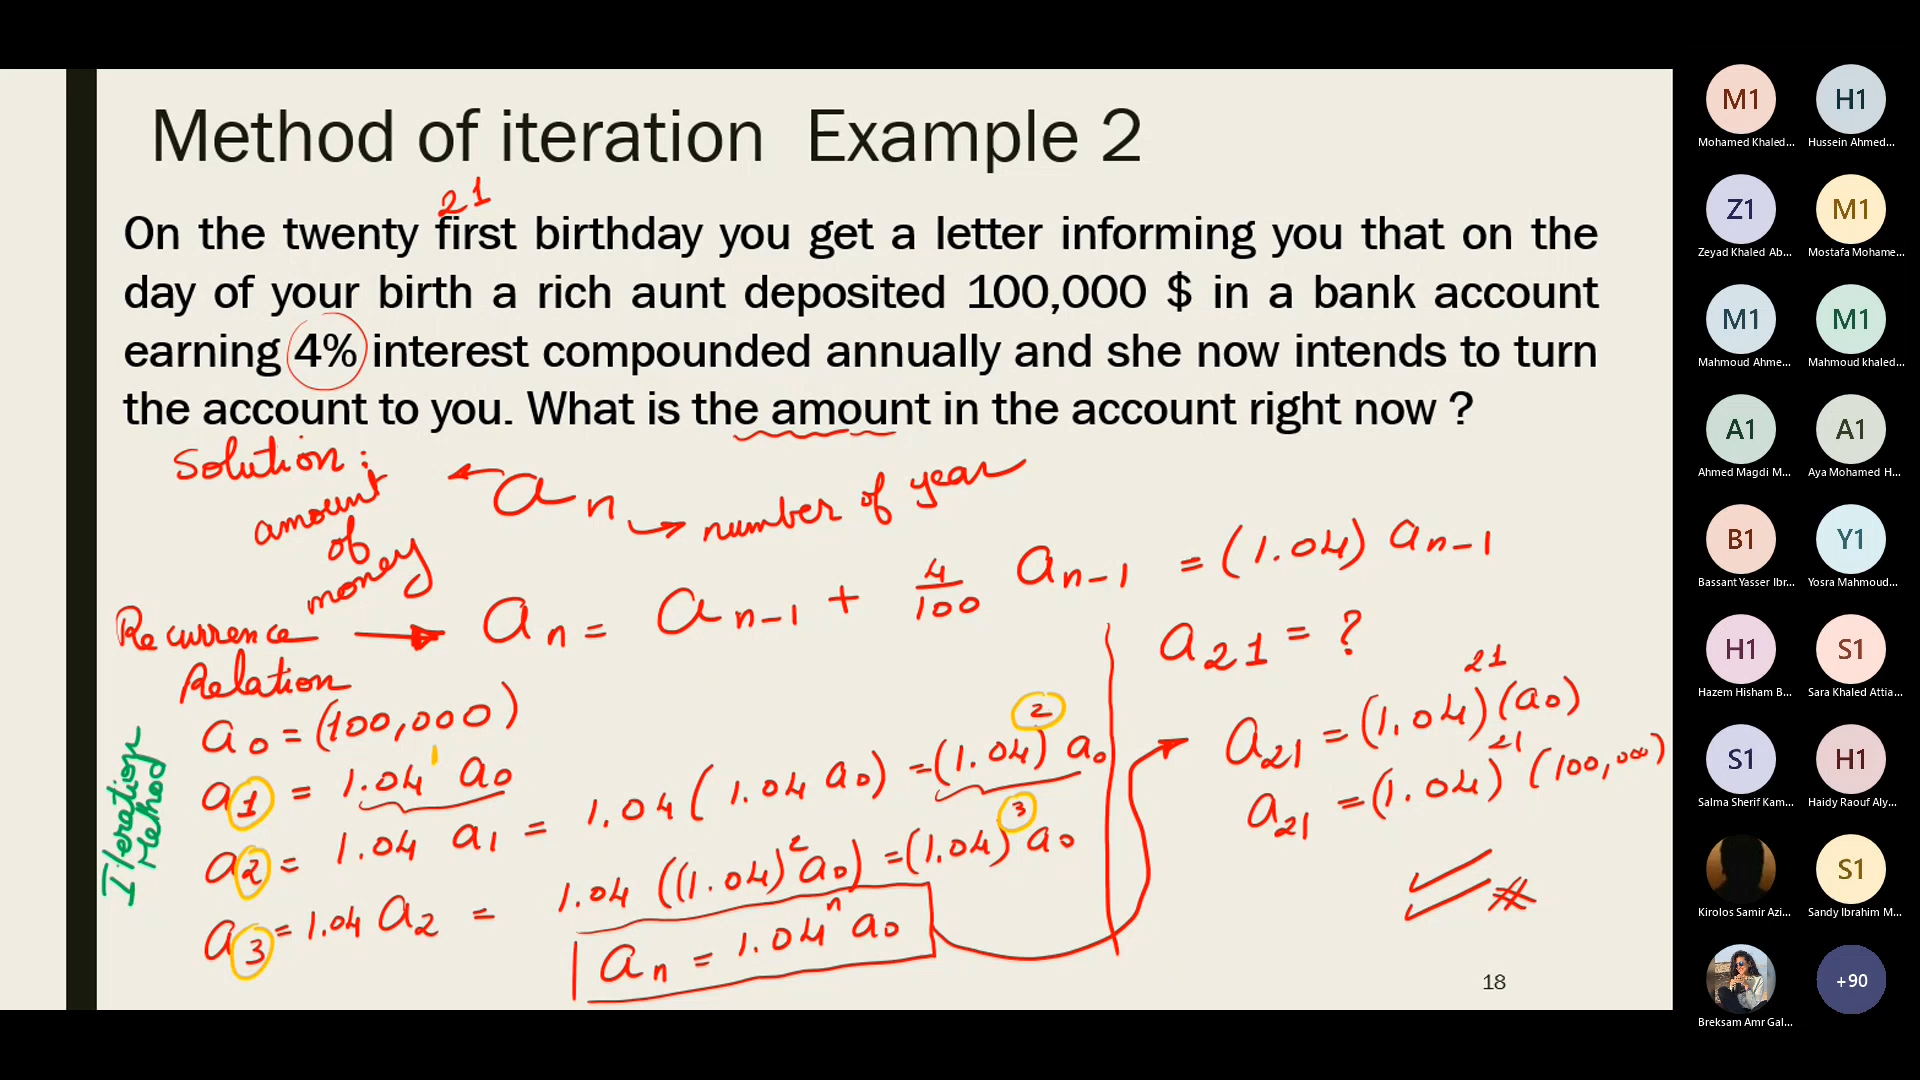 Method of iteration Example 2
21
On the twenty first birthday you get a letter informing you that on the
day of your birth a rich aunt deposited 100,000 $ in a bank account
earning 4% interest compounded annually and she now intends to turn
the account to you. What is the amount in the account right now ?
Solution :
amount
of
money
← aₙ → number of year
Recurrence
Relation
→ aₙ = aₙ₋₁ + 4/100 aₙ₋₁ = (1.04) aₙ₋₁
Iteration
Mehod
a₀ = (100,000)
a₁ = 1.04¹ a₀
a₂ = 1.04 a₁ = 1.04 (1.04 a₀) = (1.04)² a₀
a₃ = 1.04 a₂ = 1.04 ((1.04)² a₀) = (1.04)³ a₀
aₙ = 1.04ⁿ a₀
a₂₁ = ?
a₂₁ = (1.04)²¹ (a₀)
a₂₁ = (1.04)²¹ (100,000)
#
18
M1
H1
Mohamed Khaled...
Hussein Ahmed...
Z1
M1
Zeyad Khaled Ab...
Mostafa Mohame...
M1
M1
Mahmoud Ahme...
Mahmoud khaled...
A1
A1
Ahmed Magdi M...
Aya Mohamed H...
B1
Y1
Bassant Yasser Ibr...
Yosra Mahmoud...
H1
S1
Hazem Hisham B...
Sara Khaled Attia...
S1
H1
Salma Sherif Kam...
Haidy Raouf Aly...
S1
Kirolos Samir Azi...
Sandy Ibrahim M...
+90
Breksam Amr Gal...